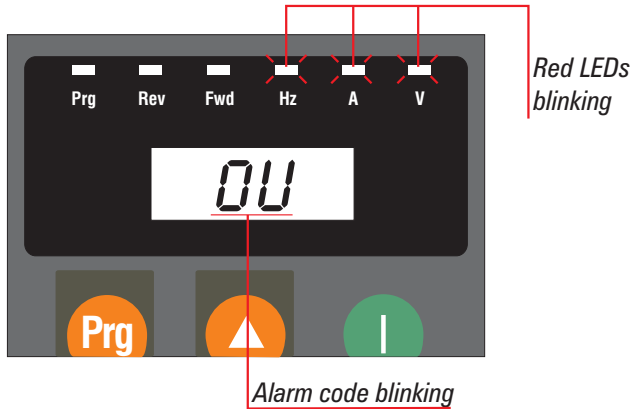 Red LEDs
blinking
Prg Rev Fwd Hz A V
OU
Prg
Alarm code blinking